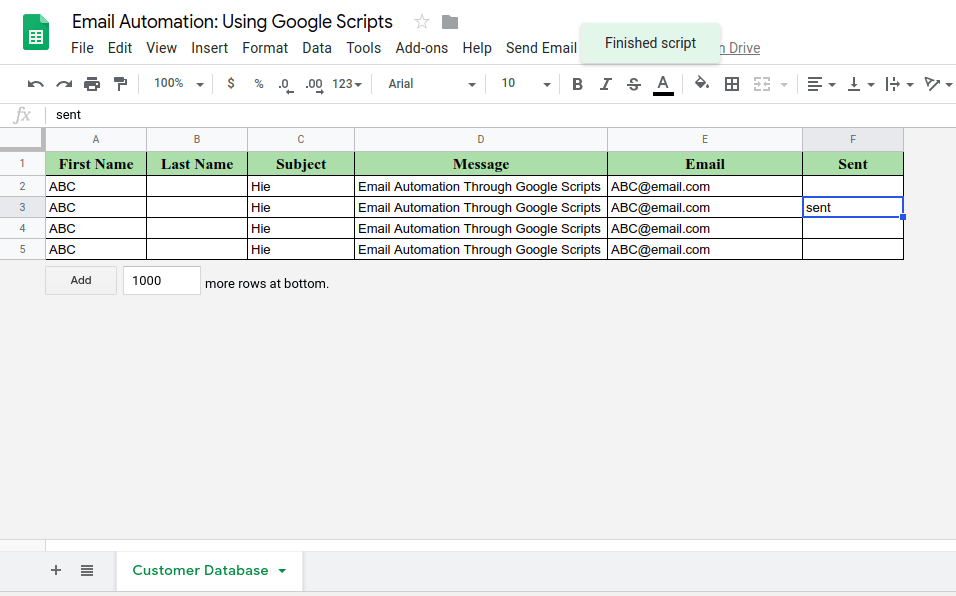 Email Automation: Using Google Scripts
File Edit View Insert Format Data Tools Add-ons Help Send Email Finished script n Drive
100% $ % .0 .00 123 Arial 10 B I S A
fx sent
A B C D E F
1 First Name Last Name Subject Message Email Sent
2 ABC Hie Email Automation Through Google Scripts ABC@email.com
3 ABC Hie Email Automation Through Google Scripts ABC@email.com sent
4 ABC Hie Email Automation Through Google Scripts ABC@email.com
5 ABC Hie Email Automation Through Google Scripts ABC@email.com
Add 1000 more rows at bottom.
+ Customer Database